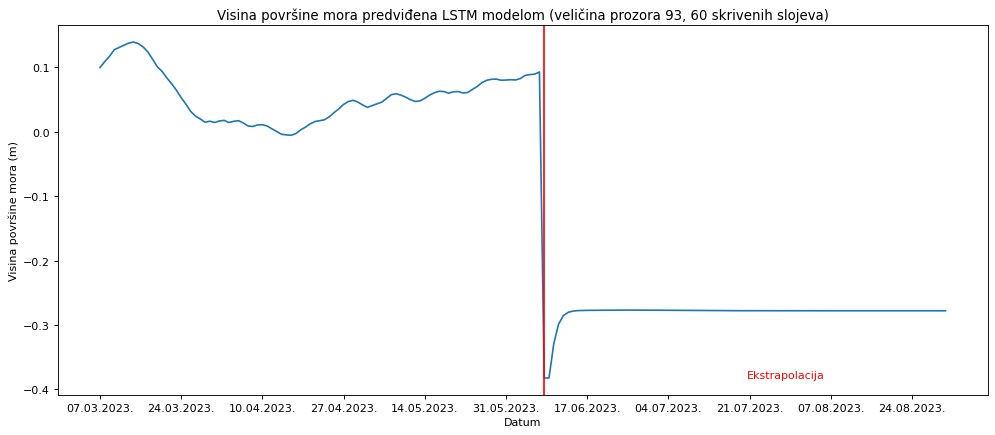 Visina površine mora predviđena LSTM modelom (veličina prozora 93, 60 skrivenih slojeva)
Visina površine mora (m)
0.1
0.0
−0.1
−0.2
−0.3
−0.4
Ekstrapolacija
07.03.2023. 24.03.2023. 10.04.2023. 27.04.2023. 14.05.2023. 31.05.2023. 17.06.2023. 04.07.2023. 21.07.2023. 07.08.2023. 24.08.2023.
Datum